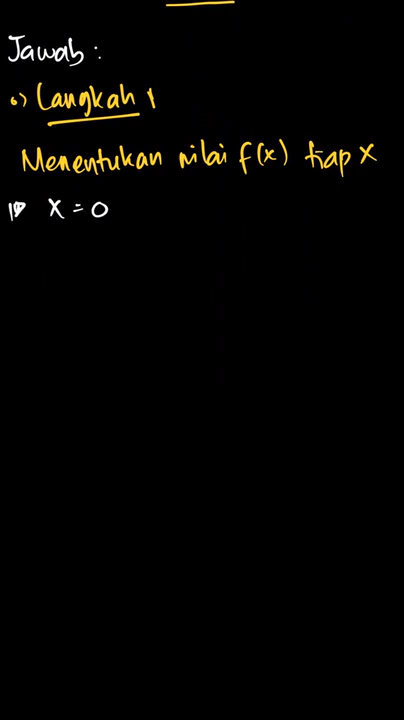 Jawab :
o) Langkah 1
Menentukan nilai f(x) tiap x
x = 0